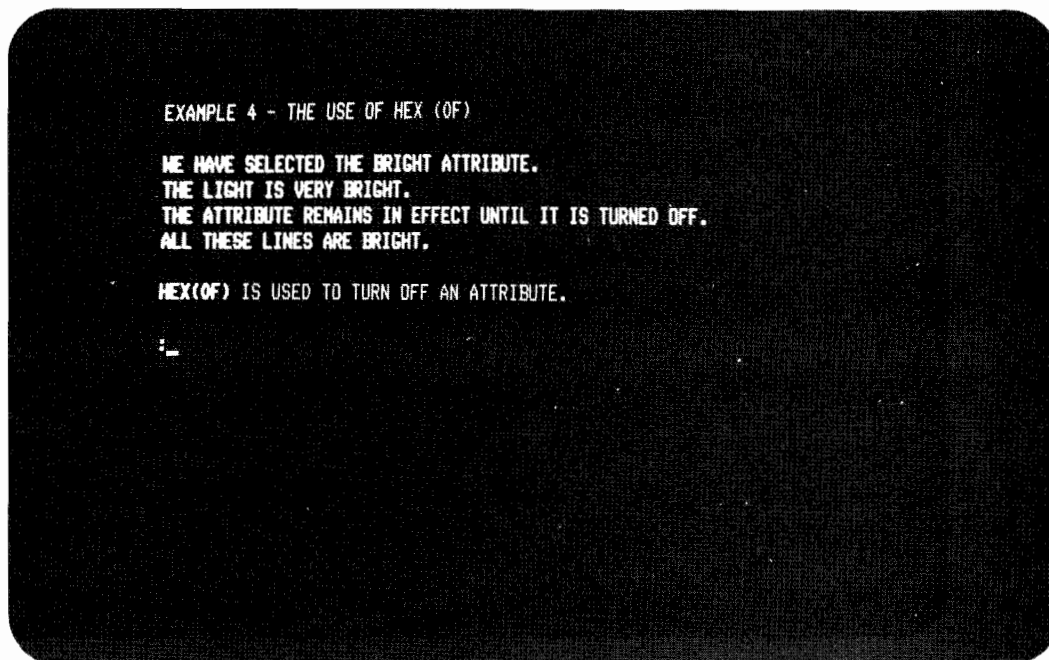 EXAMPLE 4 - THE USE OF HEX (0F)
WE HAVE SELECTED THE BRIGHT ATTRIBUTE.
THE LIGHT IS VERY BRIGHT.
THE ATTRIBUTE REMAINS IN EFFECT UNTIL IT IS TURNED OFF.
ALL THESE LINES ARE BRIGHT.
HEX(0F) IS USED TO TURN OFF AN ATTRIBUTE.
:_